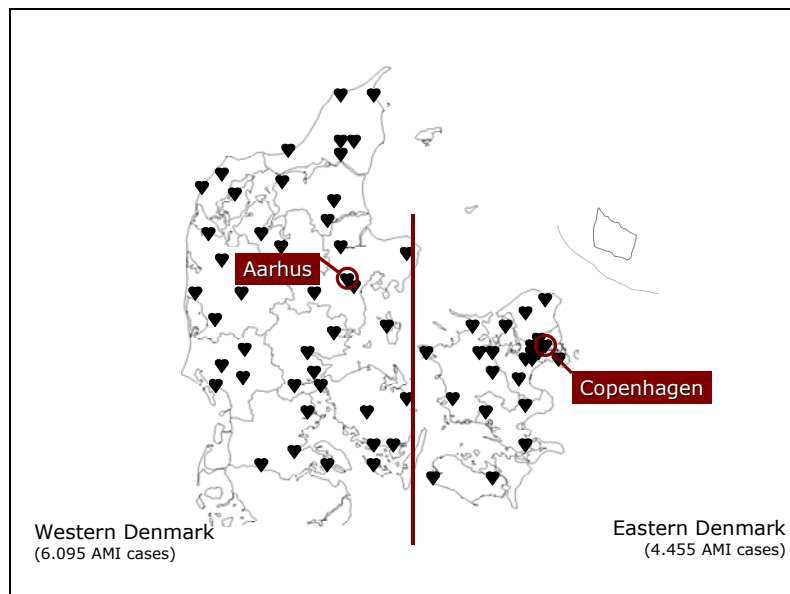 Aarhus
Copenhagen
Western Denmark
(6.095 AMI cases)
Eastern Denmark
(4.455 AMI cases)